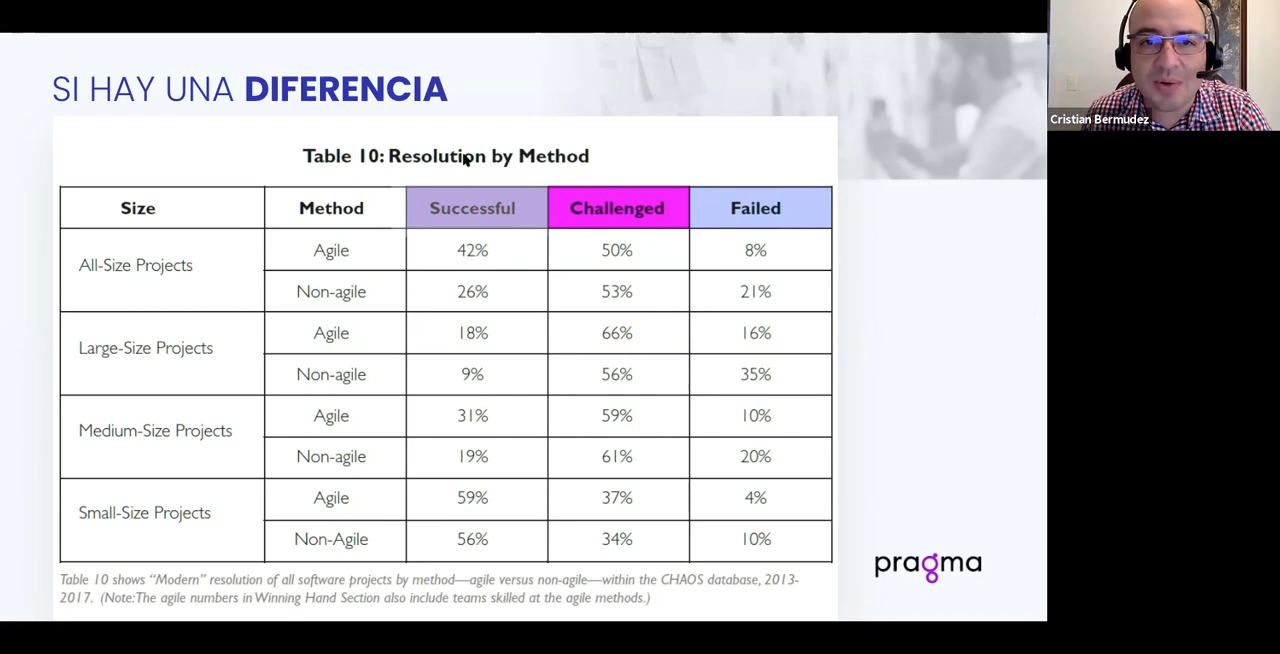 SI HAY UNA DIFERENCIA
Cristian Bermudez
Table 10: Resolution by Method
Size Method Successful Challenged Failed
All-Size Projects
Agile 42% 50% 8%
Non-agile 26% 53% 21%
Large-Size Projects
Agile 18% 66% 16%
Non-agile 9% 56% 35%
Medium-Size Projects
Agile 31% 59% 10%
Non-agile 19% 61% 20%
Small-Size Projects
Agile 59% 37% 4%
Non-Agile 56% 34% 10%
Table 10 shows “Modern” resolution of all software projects by method—agile versus non-agile—within the CHAOS database, 2013-
2017. (Note:The agile numbers in Winning Hand Section also include teams skilled at the agile methods.)
pragma